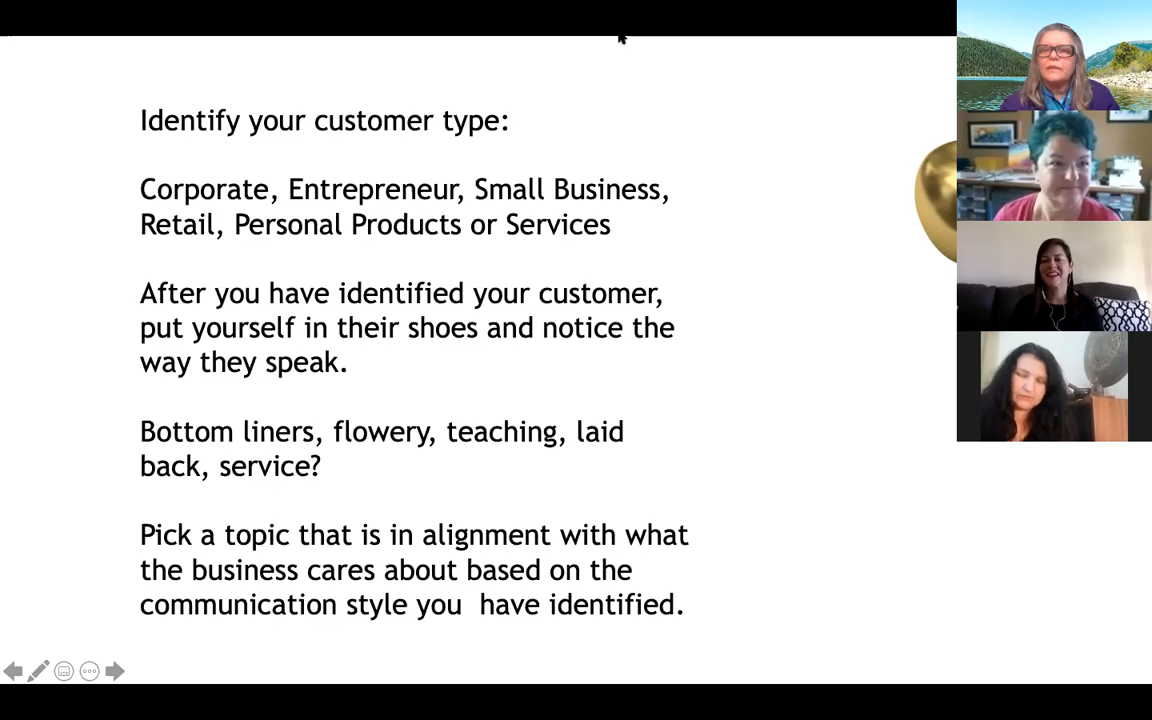 Identify your customer type:
Corporate, Entrepreneur, Small Business,
Retail, Personal Products or Services
After you have identified your customer,
put yourself in their shoes and notice the
way they speak.
Bottom liners, flowery, teaching, laid
back, service?
Pick a topic that is in alignment with what
the business cares about based on the
communication style you  have identified.